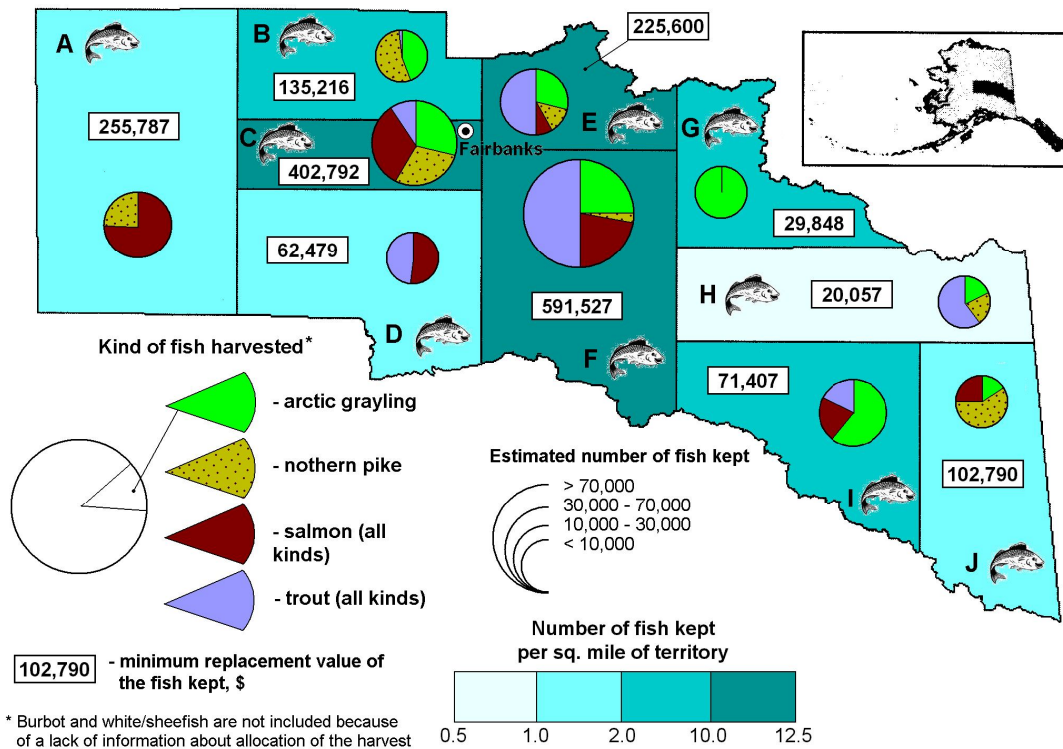 A
B
225,600
135,216
E
G
255,787
C
Fairbanks
402,792
29,848
62,479
H
20,057
591,527
D
F
71,407
Kind of fish harvested*
- arctic grayling
- nothern pike
- salmon (all
kinds)
- trout (all kinds)
Estimated number of fish kept
> 70,000
30,000 - 70,000
10,000 - 30,000
< 10,000
102,790
I
J
Number of fish kept
per sq. mile of territory
0.5 1.0 2.0 10.0 12.5
102,790 - minimum replacement value of
the fish kept, $
* Burbot and white/sheefish are not included because
of a lack of information about allocation of the harvest